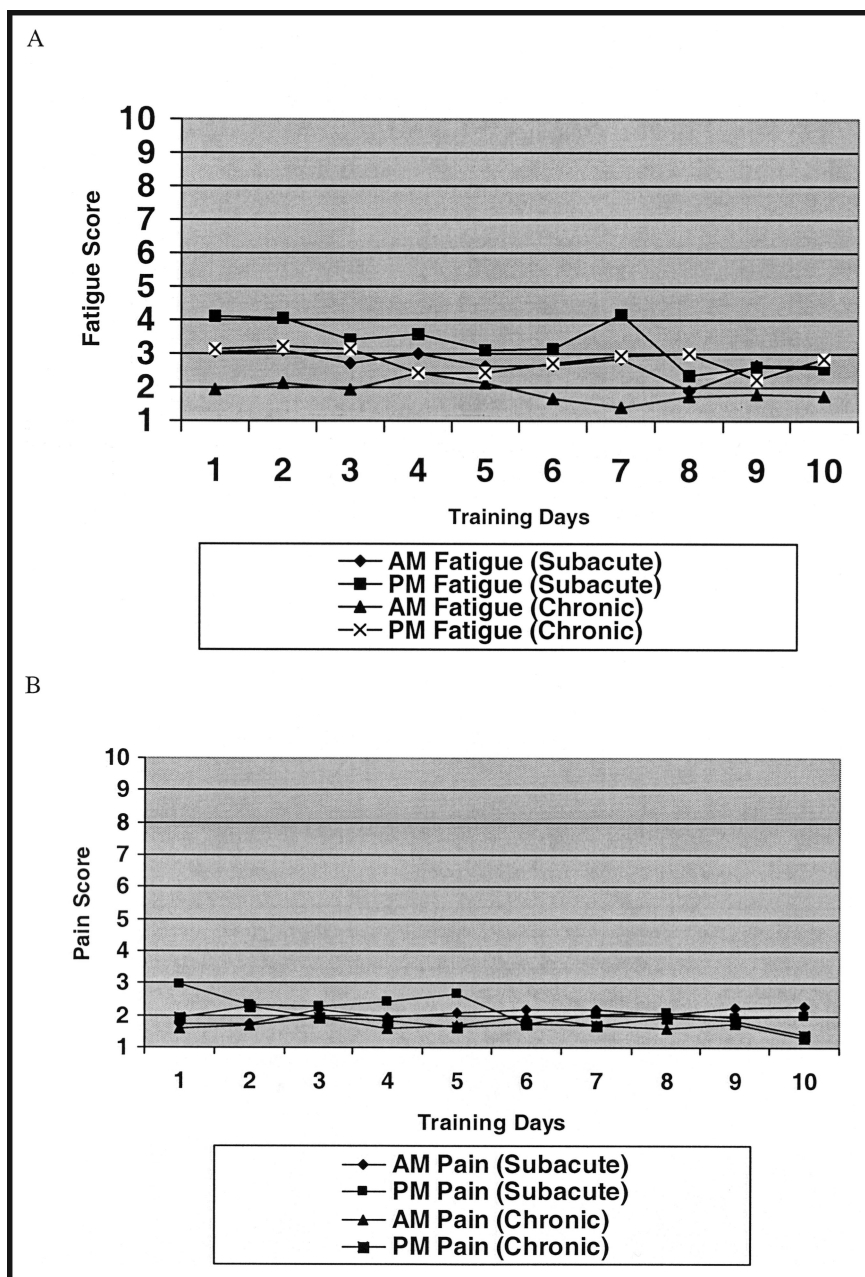 A
10
9
8
7
6
5
4
3
2
1
Fatigue Score
1 2 3 4 5 6 7 8 9 10
Training Days
AM Fatigue (Subacute)
PM Fatigue (Subacute)
AM Fatigue (Chronic)
PM Fatigue (Chronic)
B
10
9
8
7
6
5
4
3
2
1
Pain Score
1 2 3 4 5 6 7 8 9 10
Training Days
AM Pain (Subacute)
PM Pain (Subacute)
AM Pain (Chronic)
PM Pain (Chronic)